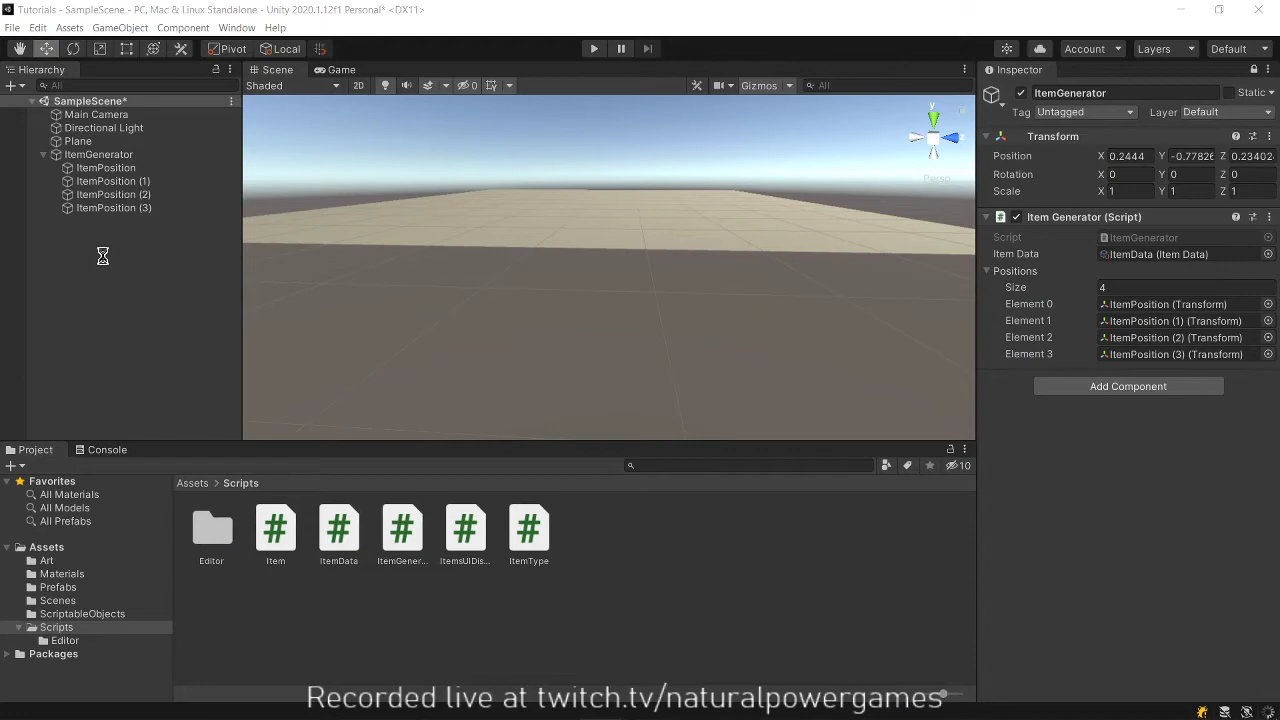 Tutorials - SampleScene - PC, Mac & Linux Standalone - Unity 2020.1.12f1 Personal* <DX11>
File Edit Assets GameObject Component Window Help
Pivot Local Account Layers Default
Hierarchy
All
SampleScene*
Main Camera
Directional Light
Plane
ItemGenerator
ItemPosition
ItemPosition (1)
ItemPosition (2)
ItemPosition (3)
Scene Game
Shaded 2D 0 Gizmos All
y
Persp
Inspector
ItemGenerator Static
Tag Untagged Layer Default
Transform
Position X 0.2444 Y -0.77826 Z 0.23402
Rotation X 0 Y 0 Z 0
Scale X 1 Y 1 Z 1
Item Generator (Script)
Script ItemGenerator
Item Data ItemData (Item Data)
Positions
Size 4
Element 0 ItemPosition (Transform)
Element 1 ItemPosition (1) (Transform)
Element 2 ItemPosition (2) (Transform)
Element 3 ItemPosition (3) (Transform)
Add Component
Project Console
10
Favorites
All Materials
All Models
All Prefabs
Assets
Art
Materials
Prefabs
Scenes
ScriptableObjects
Scripts
Editor
Packages
Assets > Scripts
Editor Item ItemData ItemGener... ItemsUIDis... ItemType
Recorded live at twitch.tv/naturalpowergames